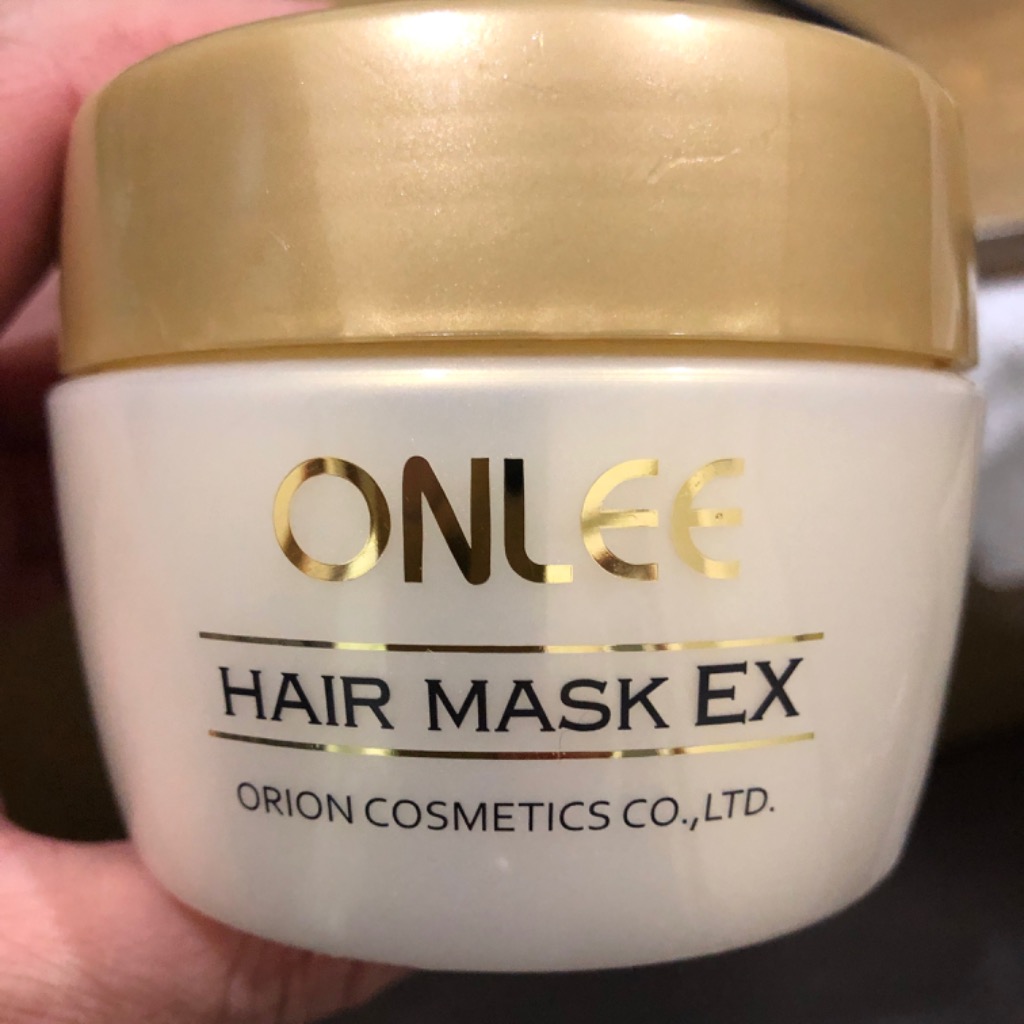 ONLEE
HAIR MASK EX
ORION COSMETICS CO.,LTD.